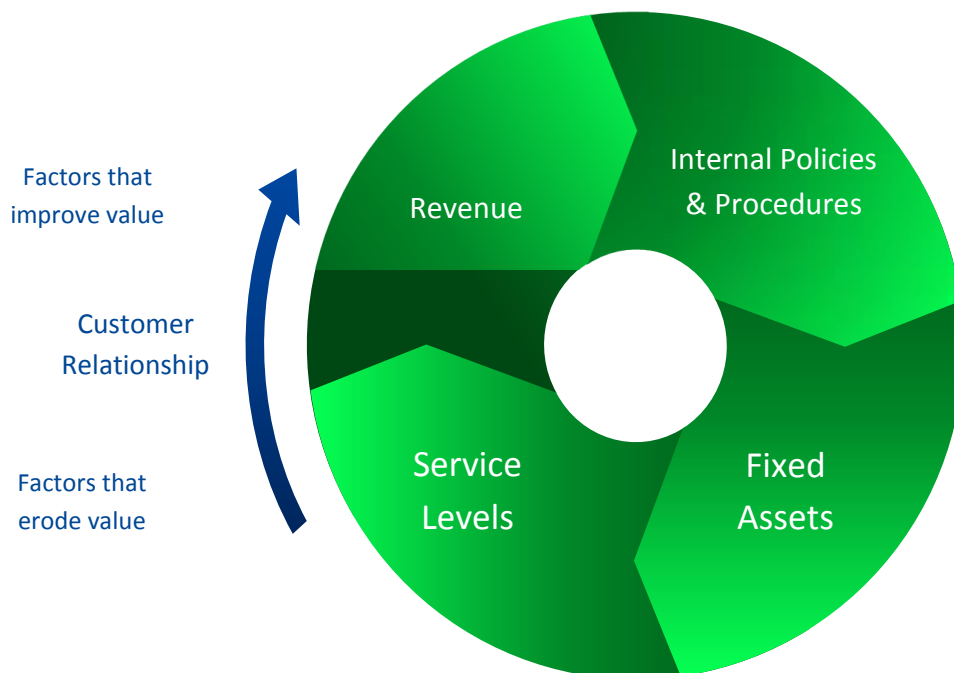 Factors that
improve value
Customer
Relationship
Factors that
erode value
Revenue
Internal Policies
& Procedures
Service
Levels
Fixed
Assets